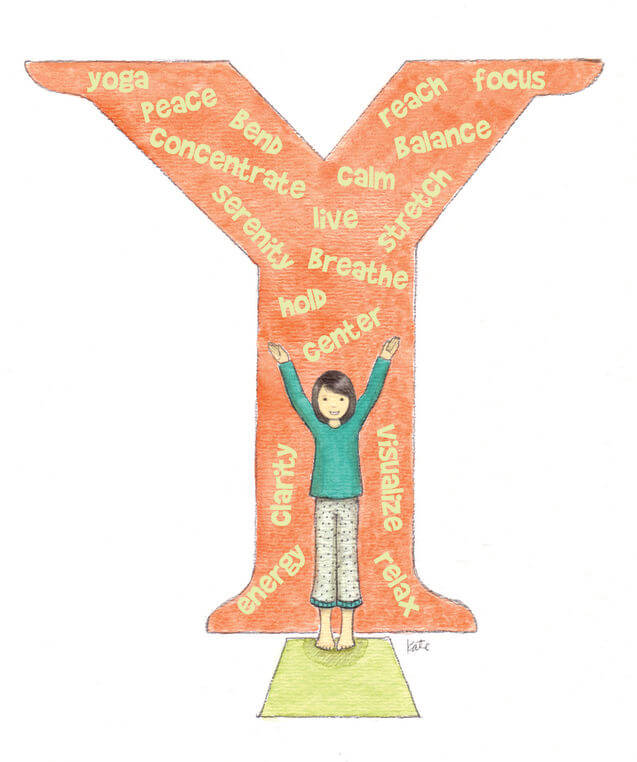 yoga
Peace
Bend
reach
focus
Concentrate
calm
Balance
serenity
live
stretch
Breathe
hold
center
clarity
visualize
energy
relax
Kate